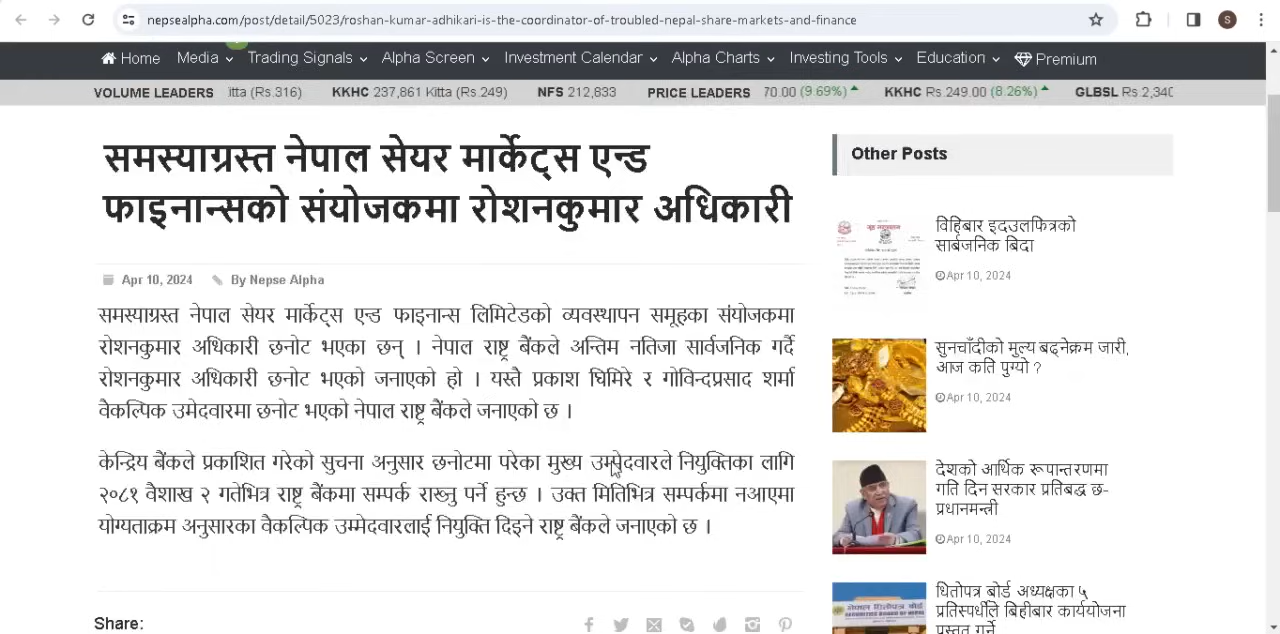 nepsealpha.com/post/detail/5023/roshan-kumar-adhikari-is-the-coordinator-of-troubled-nepal-share-markets-and-finance
S
Home Media Trading Signals Alpha Screen Investment Calendar Alpha Charts Investing Tools Education Premium
VOLUME LEADERS (Rs.316) KKHC 237,861 Kitta (Rs.249) NFS 212,833 PRICE LEADERS 70.00 (9.69%) KKHC Rs 249.00 (8.26%) GLBSL Rs 2,340
समस्याग्रस्त नेपाल सेयर मार्केट्स एन्ड
फाइनान्सको संयोजकमा रोशनकुमार अधिकारी
Apr 10, 2024 By Nepse Alpha
समस्याग्रस्त नेपाल सेयर मार्केट्स एन्ड फाइनान्स लिमिटेडको व्यवस्थापन समूहका संयोजकमा
रोशनकुमार अधिकारी छनोट भएका छन् । नेपाल राष्ट्र बैंकले अन्तिम नतिजा सार्वजनिक गर्दै
रोशनकुमार अधिकारी छनोट भएको जनाएको हो । यस्तै प्रकाश घिमिरे र गोविन्दप्रसाद शर्मा
वैकल्पिक उमेदवारमा छनोट भएको नेपाल राष्ट्र बैंकले जनाएको छ ।
केन्द्रिय बैंकले प्रकाशित गरेको सुचना अनुसार छनोटमा परेका मुख्य उम्मेदवारले नियुक्तिका लागि
२०८१ वैशाख २ गतेभित्र राष्ट्र बैंकमा सम्पर्क राख्नु पर्ने हुन्छ । उक्त मितिभित्र सम्पर्कमा नआएमा
योग्यताक्रम अनुसारका वैकल्पिक उम्मेदवारलाई नियुक्ति दिइने राष्ट्र बैंकले जनाएको छ ।
Share:
Other Posts
विहिबार इदउलफित्रको
सार्बजनिक बिदा
Apr 10, 2024
सुनचाँदीको मुल्य बढ्नेक्रम जारी,
आज कति पुग्यो ?
Apr 10, 2024
देशको आर्थिक रूपान्तरणमा
गति दिन सरकार प्रतिबद्ध छ-
प्रधानमन्त्री
Apr 10, 2024
धितोपत्र बोर्ड अध्यक्षका ५
प्रतिस्पर्धीले बिहीबार कार्ययोजना
प्रस्तुत गर्ने